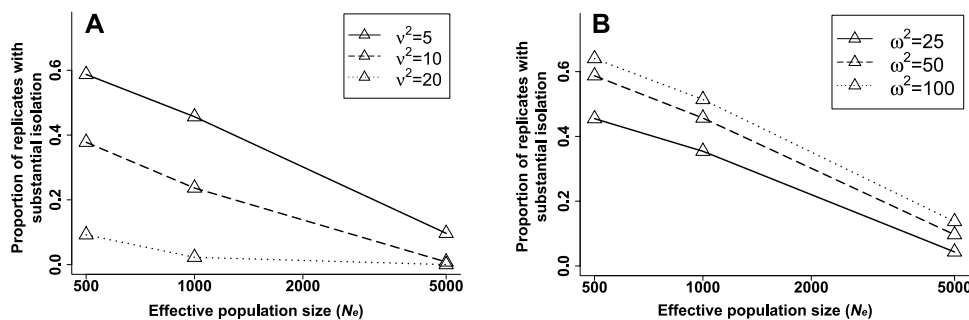 A
ν²=5
ν²=10
ν²=20
Proportion of replicates with
substantial isolation
0.6
0.4
0.2
0.0
500 1000 2000 5000
Effective population size (Ne)
B
ω²=25
ω²=50
ω²=100
Proportion of replicates with
substantial isolation
0.6
0.4
0.2
0.0
500 1000 2000 5000
Effective population size (Ne)